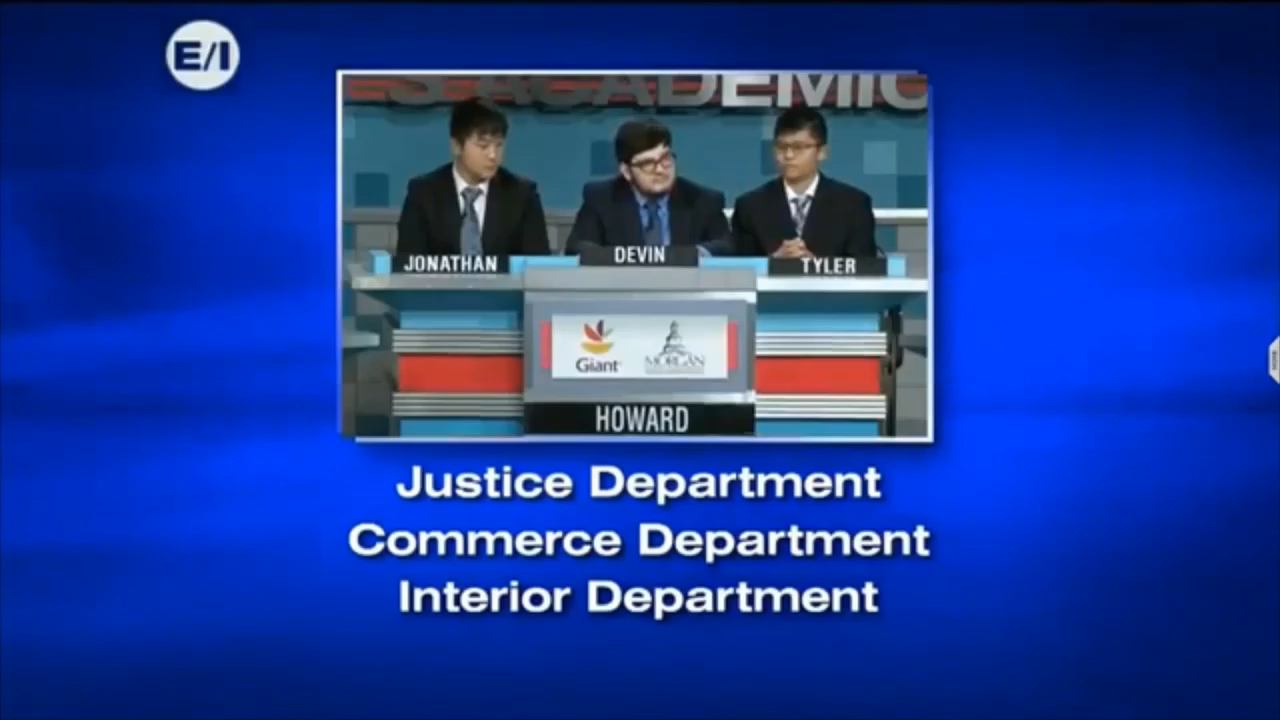 E/I
ACADEMIC
JONATHAN
DEVIN
TYLER
Giant
MORGAN
HOWARD
Justice Department
Commerce Department
Interior Department